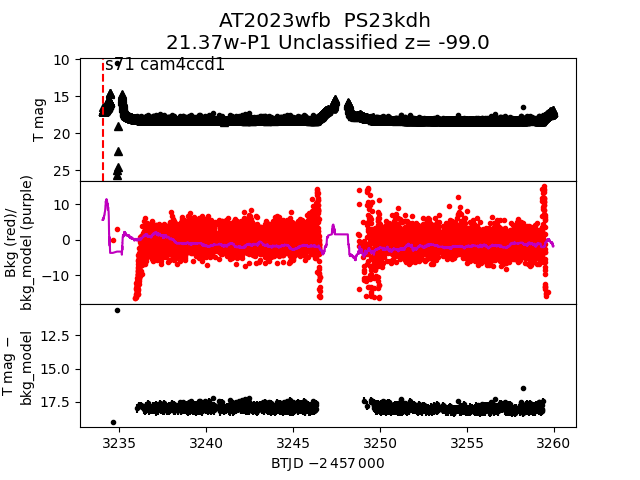 AT2023wfb  PS23kdh
21.37w-P1 Unclassified z= -99.0
s71 cam4ccd1
T mag
10
15
20
25
Bkg (red)/
bkg_model (purple)
10
0
−10
T mag −
bkg_model
12.5
15.0
17.5
3235 3240 3245 3250 3255 3260
BTJD −2 457 000